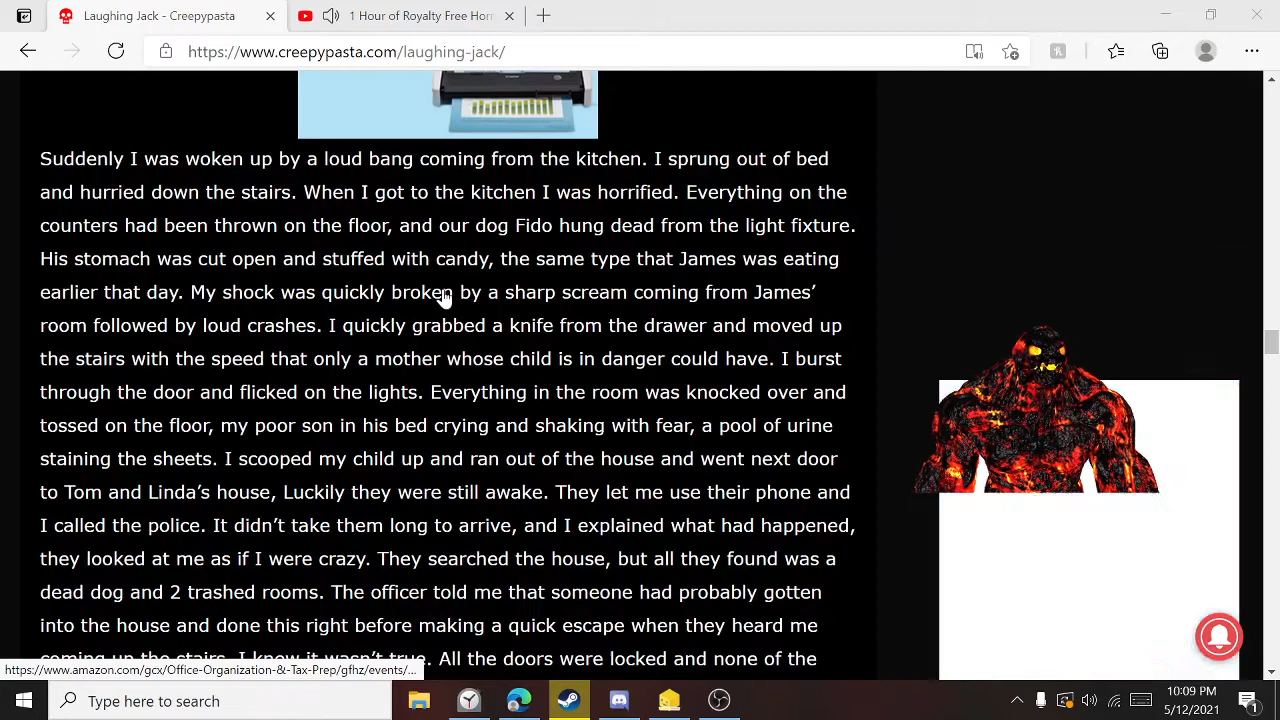 Laughing Jack - Creepypasta
1 Hour of Royalty Free Horr
https://www.creepypasta.com/laughing-jack/
Suddenly I was woken up by a loud bang coming from the kitchen. I sprung out of bed
and hurried down the stairs. When I got to the kitchen I was horrified. Everything on the
counters had been thrown on the floor, and our dog Fido hung dead from the light fixture.
His stomach was cut open and stuffed with candy, the same type that James was eating
earlier that day. My shock was quickly broken by a sharp scream coming from James’
room followed by loud crashes. I quickly grabbed a knife from the drawer and moved up
the stairs with the speed that only a mother whose child is in danger could have. I burst
through the door and flicked on the lights. Everything in the room was knocked over and
tossed on the floor, my poor son in his bed crying and shaking with fear, a pool of urine
staining the sheets. I scooped my child up and ran out of the house and went next door
to Tom and Linda’s house, Luckily they were still awake. They let me use their phone and
I called the police. It didn’t take them long to arrive, and I explained what had happened,
they looked at me as if I were crazy. They searched the house, but all they found was a
dead dog and 2 trashed rooms. The officer told me that someone had probably gotten
into the house and done this right before making a quick escape when they heard me
coming up the stairs. I knew it wasn’t true. All the doors were locked and none of the
https://www.amazon.com/gcx/Office-Organization-&-Tax-Prep/gfhz/events/...
Type here to search
10:09 PM
5/12/2021
1